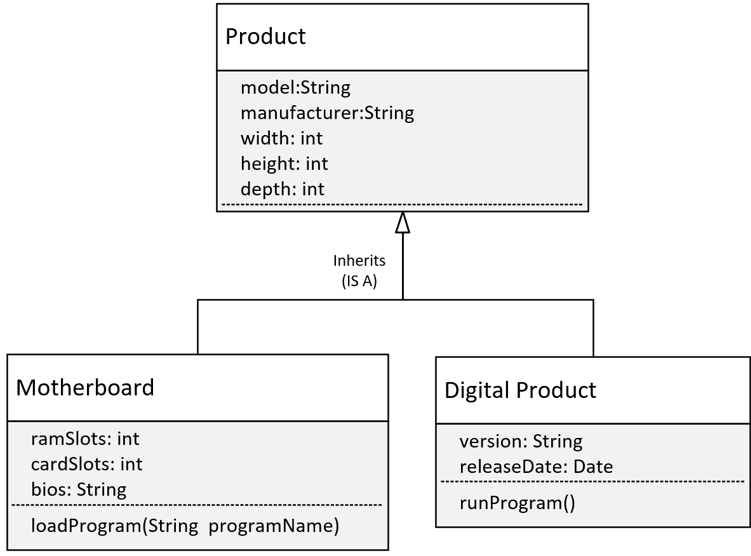 Product
model:String
manufacturer:String
width: int
height: int
depth: int
Inherits
(IS A)
Motherboard
ramSlots: int
cardSlots: int
bios: String
loadProgram(String programName)
Digital Product
version: String
releaseDate: Date
runProgram()